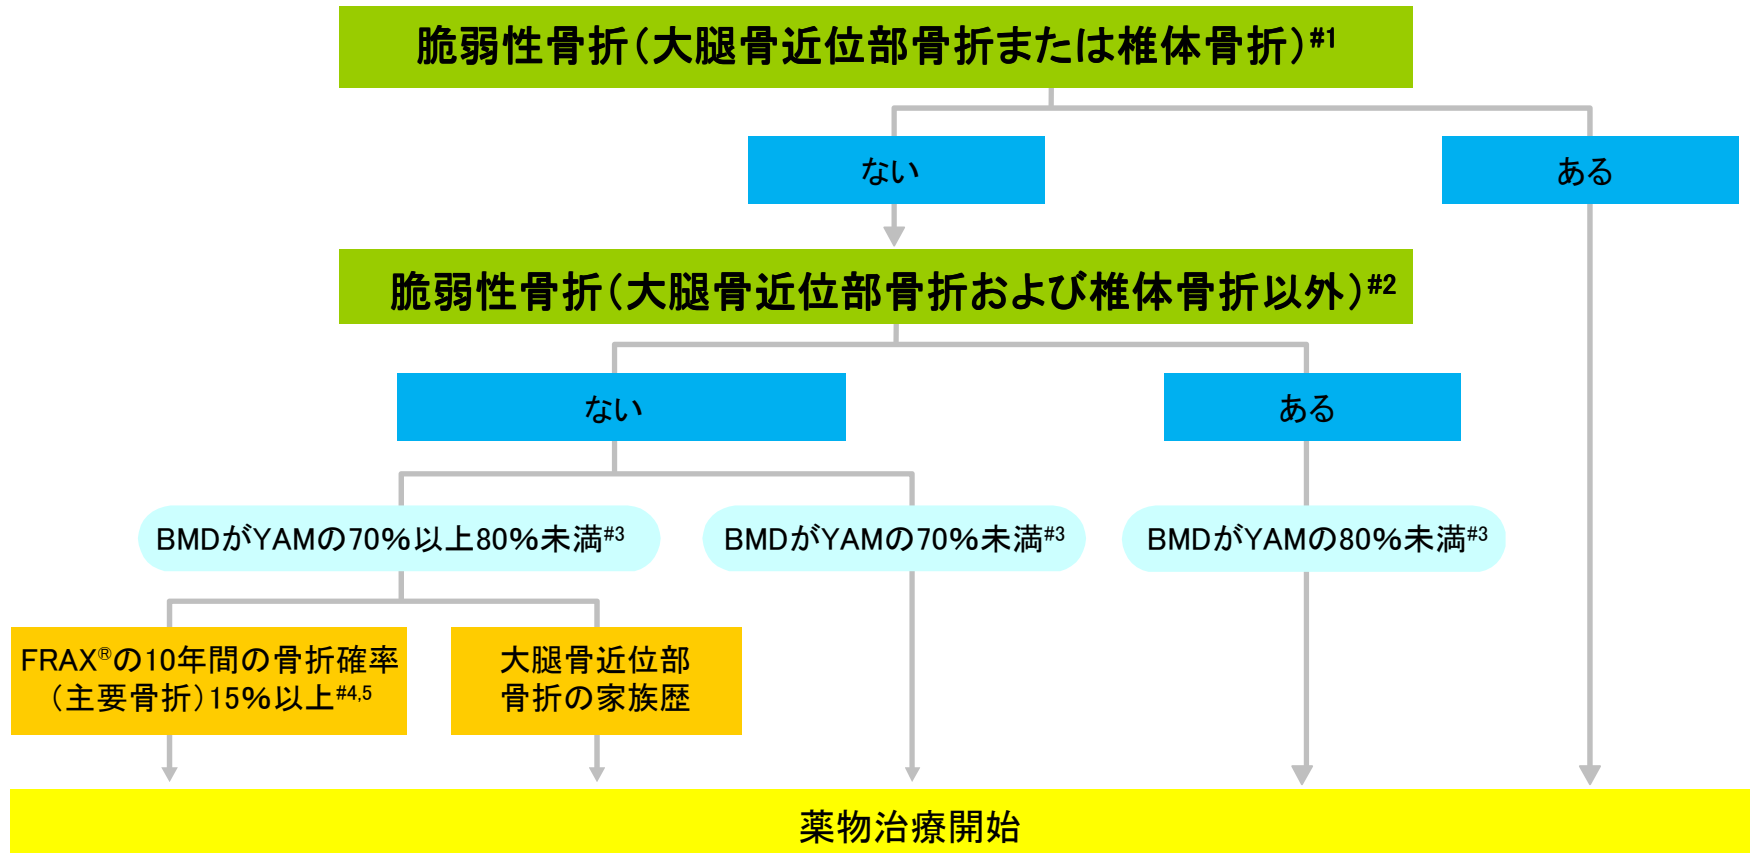 脆弱性骨折(大腿骨近位部骨折または椎体骨折)#1
ない
ある
脆弱性骨折(大腿骨近位部骨折および椎体骨折以外)#2
ない
ある
BMDがYAMの70%以上80%未満#3
BMDがYAMの70%未満#3
BMDがYAMの80%未満#3
FRAX®の10年間の骨折確率
(主要骨折)15%以上#4,5
大腿骨近位部
骨折の家族歴
薬物治療開始